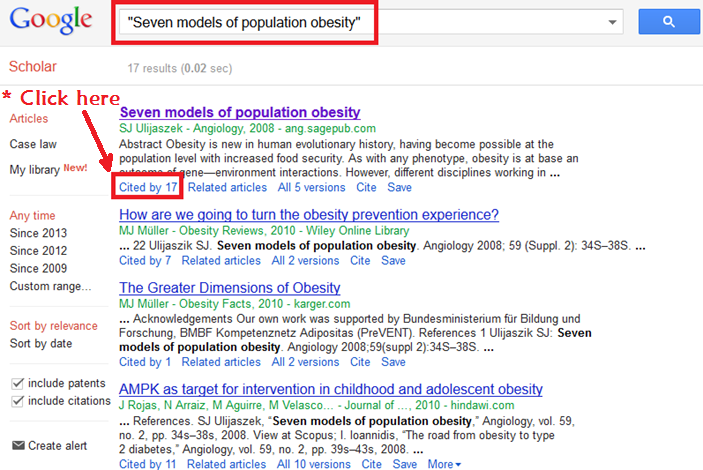 Google
"Seven models of population obesity"
Scholar
17 results (0.02 sec)
* Click here
Articles
Case law
My library New!
Any time
Since 2013
Since 2012
Since 2009
Custom range...
Sort by relevance
Sort by date
include patents
include citations
Create alert
Seven models of population obesity
SJ Ulijaszek - Angiology, 2008 - ang.sagepub.com
Abstract Obesity is new in human evolutionary history, having become possible at the
population level with increased food security. As with any phenotype, obesity is at base an
outcome of gene—environment interactions. However, different disciplines working in ...
Cited by 17 Related articles All 5 versions Cite Save
How are we going to turn the obesity prevention experience?
MJ Müller - Obesity Reviews, 2010 - Wiley Online Library
... 22 Ulijaszik SJ. Seven models of population obesity. Angiology 2008; 59 (Suppl. 2): 34S–38S. ...
Cited by 7 Related articles All 2 versions Cite Save
The Greater Dimensions of Obesity
MJ Müller - Obesity Facts, 2010 - karger.com
... Acknowledgements Our own work was supported by Bundesministerium für Bildung und
Forschung, BMBF Kompetenznetz Adipositas (PreVENT). References 1 Ulijaszik SJ: Seven
models of population obesity. Angiology 2008;59(suppl 2):34S–38S. ...
Cited by 1 Related articles All 2 versions Cite Save
AMPK as target for intervention in childhood and adolescent obesity
J Rojas, N Arraiz, M Aguirre, M Velasco... - Journal of ..., 2010 - hindawi.com
... References. SJ Ulijaszek, “Seven models of population obesity,” Angiology, vol. 59,
no. 2, pp. 34s–38s, 2008. View at Scopus; I. Ioannidis, “The road from obesity to type
2 diabetes,” Angiology, vol. 59, no. 2, pp. 39s–43s, 2008. ...
Cited by 11 Related articles All 10 versions Cite Save More